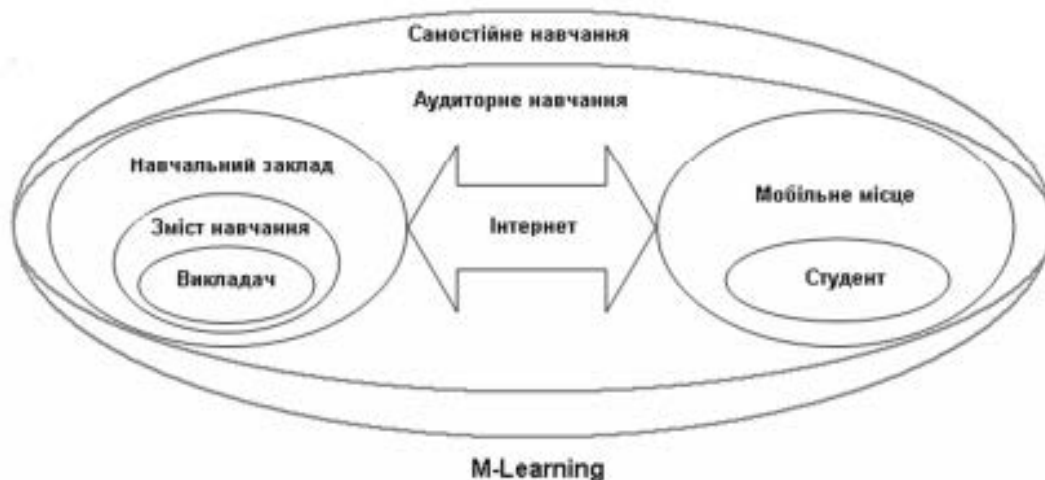 Самостійне навчання
Аудиторне навчання
Навчальний заклад
Зміст навчання
Викладач
Інтернет
Мобільне місце
Студент
M-Learning